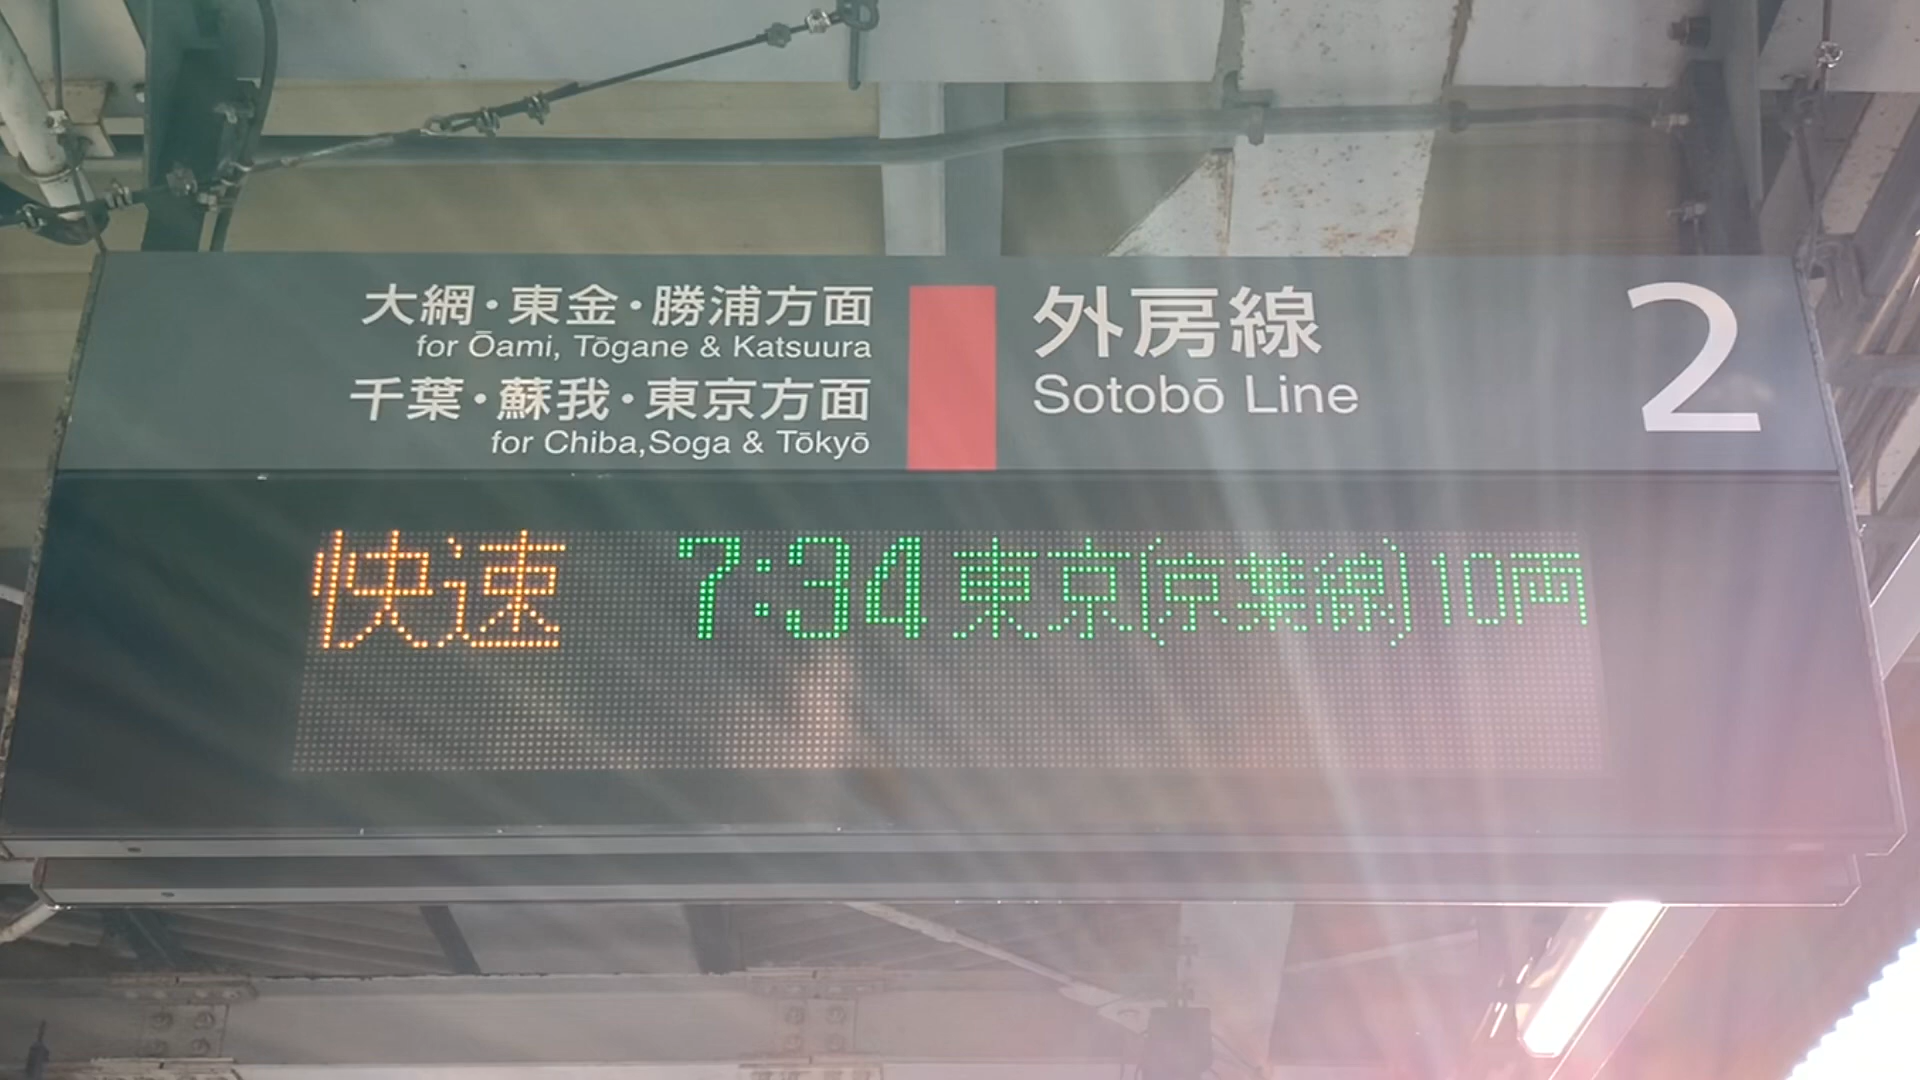 大網・東金・勝浦方面
for Ōami, Tōgane & Katsuura
千葉・蘇我・東京方面
for Chiba,Soga & Tōkyō
外房線
Sotobō Line
2
快速 7:34 東京(京葉線) 10両